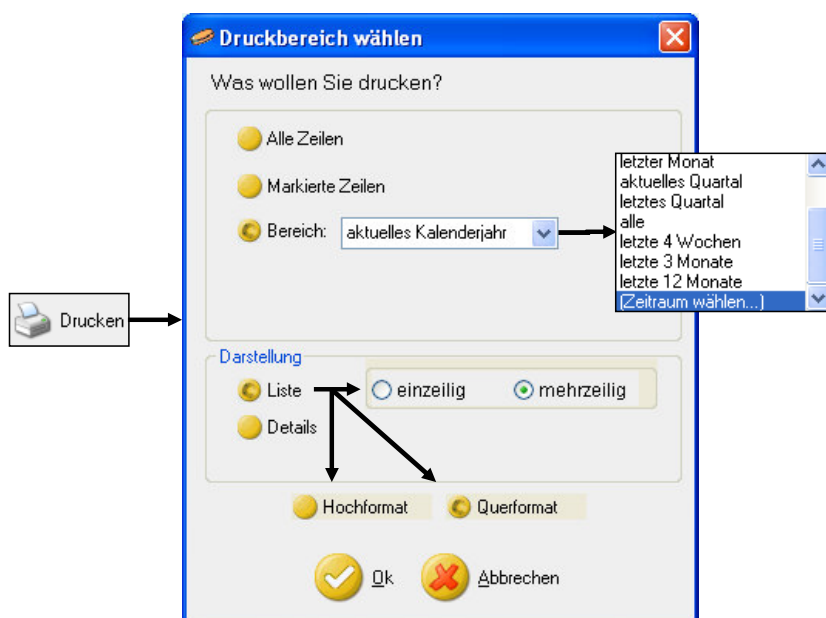 Druckbereich wählen
Was wollen Sie drucken?
Alle Zeilen
Markierte Zeilen
Bereich: aktuelles Kalenderjahr
letzter Monat
aktuelles Quartal
letztes Quartal
alle
letzte 4 Wochen
letzte 3 Monate
letzte 12 Monate
(Zeitraum wählen...)
Drucken
Darstellung
Liste einzeilig mehrzeilig
Details
Hochformat Querformat
Ok Abbrechen